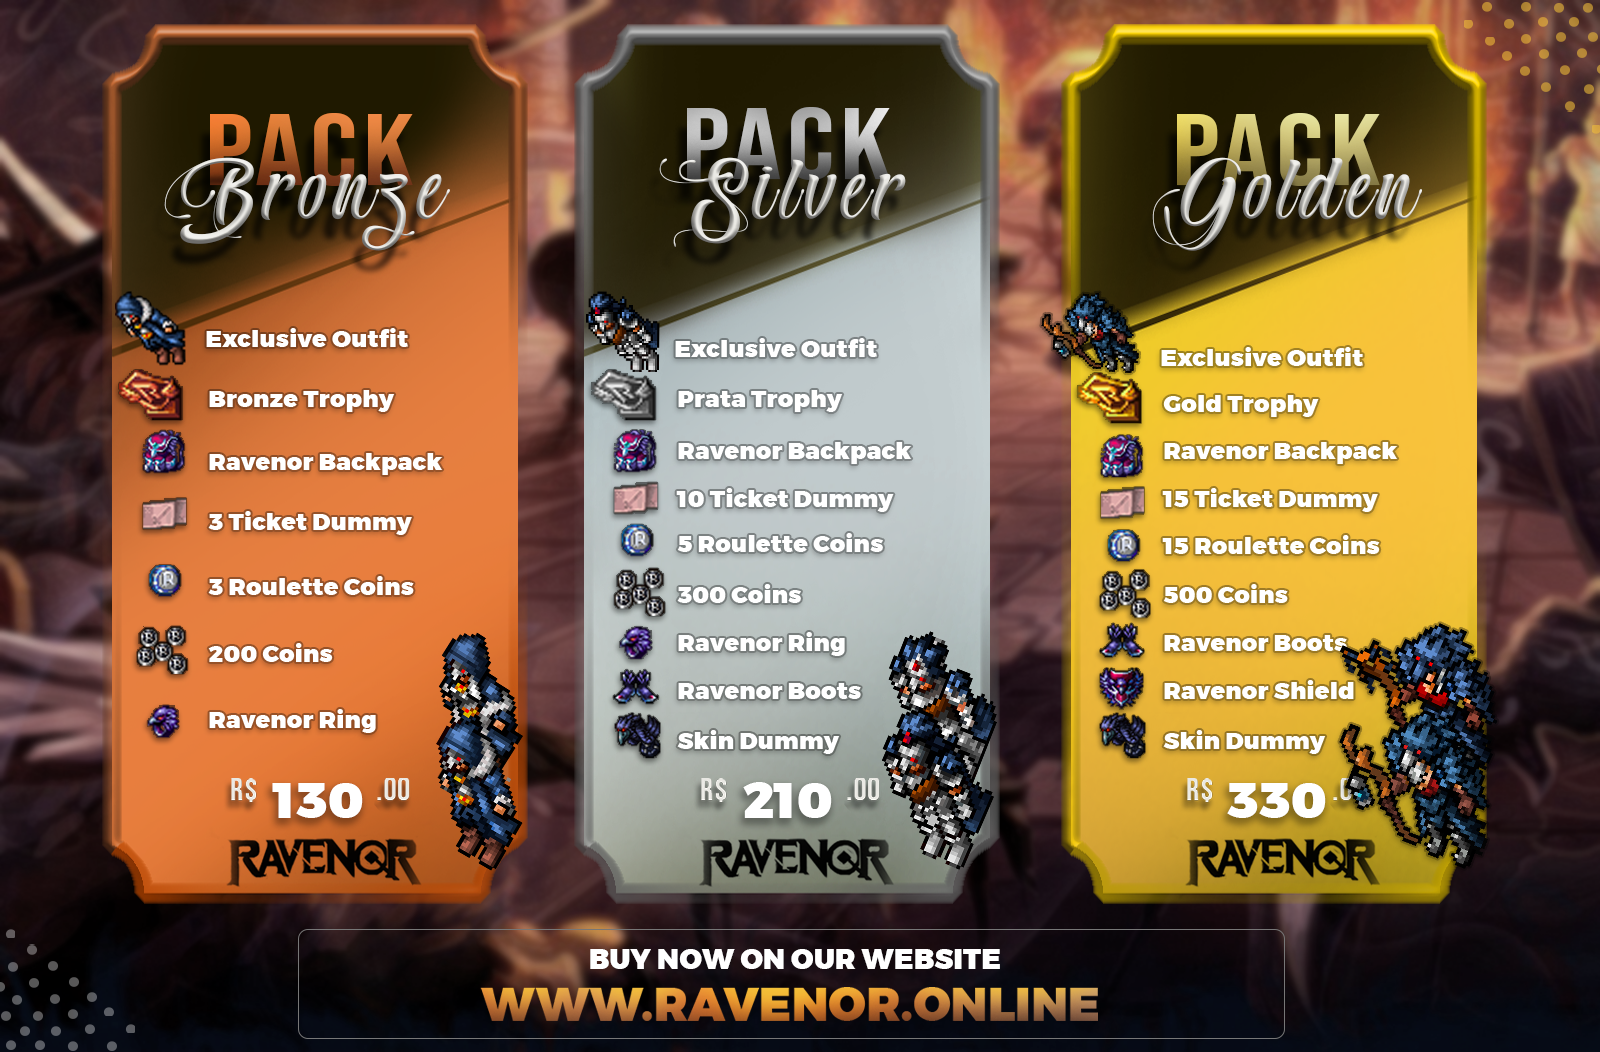 PACK
Bronze
Exclusive Outfit
Bronze Trophy
Ravenor Backpack
3 Ticket Dummy
3 Roulette Coins
200 Coins
Ravenor Ring
R$ 130 .00
RAVENOR
PACK
Silver
Exclusive Outfit
Prata Trophy
Ravenor Backpack
10 Ticket Dummy
5 Roulette Coins
300 Coins
Ravenor Ring
Ravenor Boots
Skin Dummy
R$ 210 .00
RAVENOR
PACK
Golden
Exclusive Outfit
Gold Trophy
Ravenor Backpack
15 Ticket Dummy
15 Roulette Coins
500 Coins
Ravenor Boots
Ravenor Shield
Skin Dummy
R$ 330 .0
RAVENOR
BUY NOW ON OUR WEBSITE
WWW.RAVENOR.ONLINE